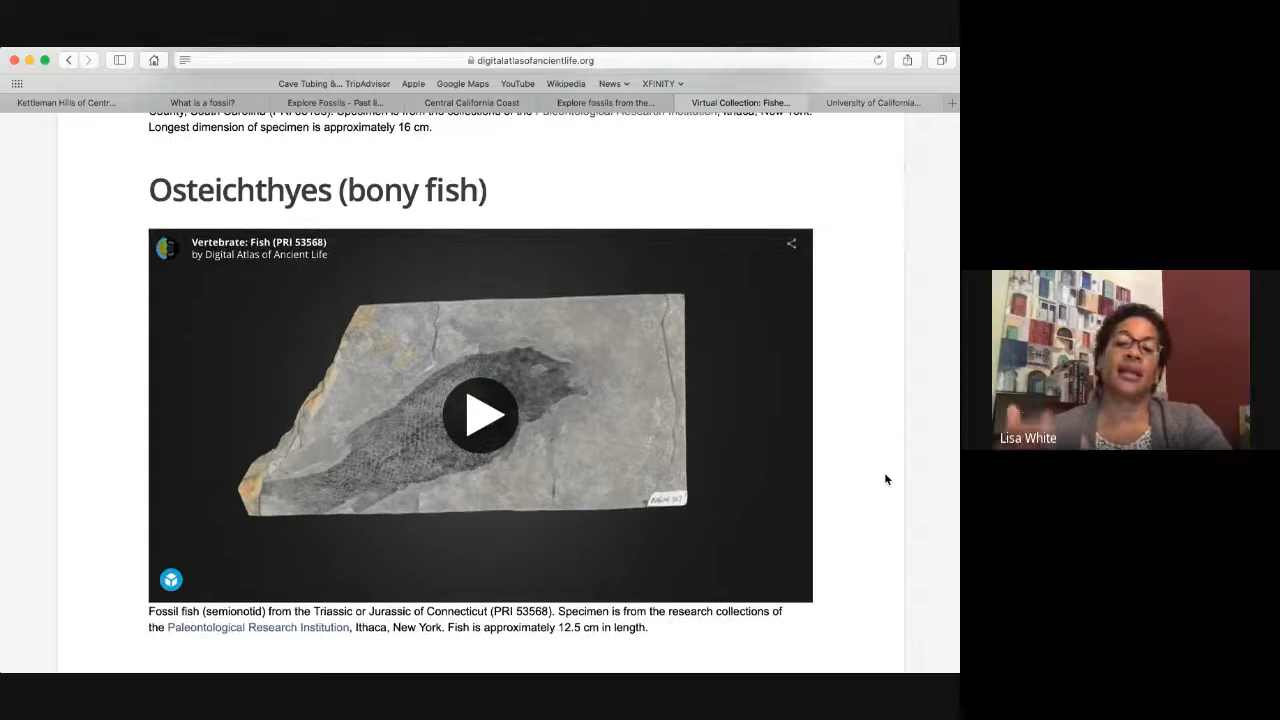 digitalatlasofancientlife.org
Cave Tubing &... TripAdvisor Apple Google Maps YouTube Wikipedia News XFINITY
Kettleman Hills of Centr... What is a fossil? Explore Fossils - Past li... Central California Coast Explore fossils from the... Virtual Collection: Fishe... University of California...
County, South Carolina (PRI Specimen is from the collections of the Paleontological Research Institution, Ithaca, New York.
Longest dimension of specimen is approximately 16 cm.
Osteichthyes (bony fish)
Vertebrate: Fish (PRI 53568)
by Digital Atlas of Ancient Life
Lisa White
Fossil fish (semionotid) from the Triassic or Jurassic of Connecticut (PRI 53568). Specimen is from the research collections of
the Paleontological Research Institution, Ithaca, New York. Fish is approximately 12.5 cm in length.